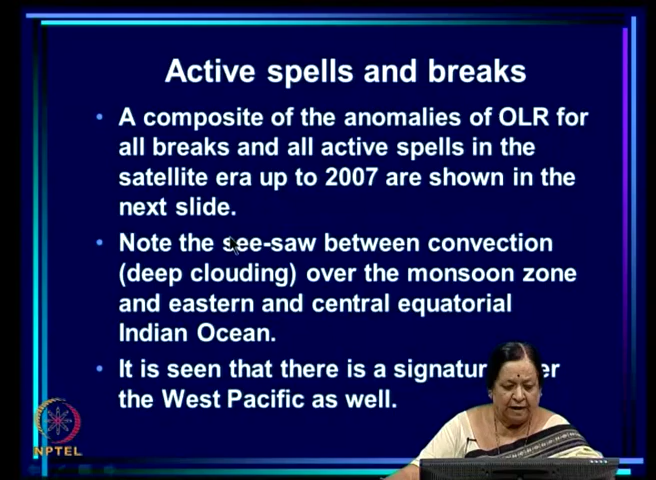 Active spells and breaks
• A composite of the anomalies of OLR for
all breaks and all active spells in the
satellite era up to 2007 are shown in the
next slide.
• Note the see-saw between convection
(deep clouding) over the monsoon zone
and eastern and central equatorial
Indian Ocean.
• It is seen that there is a
the West Pacific as well.
NPTEL